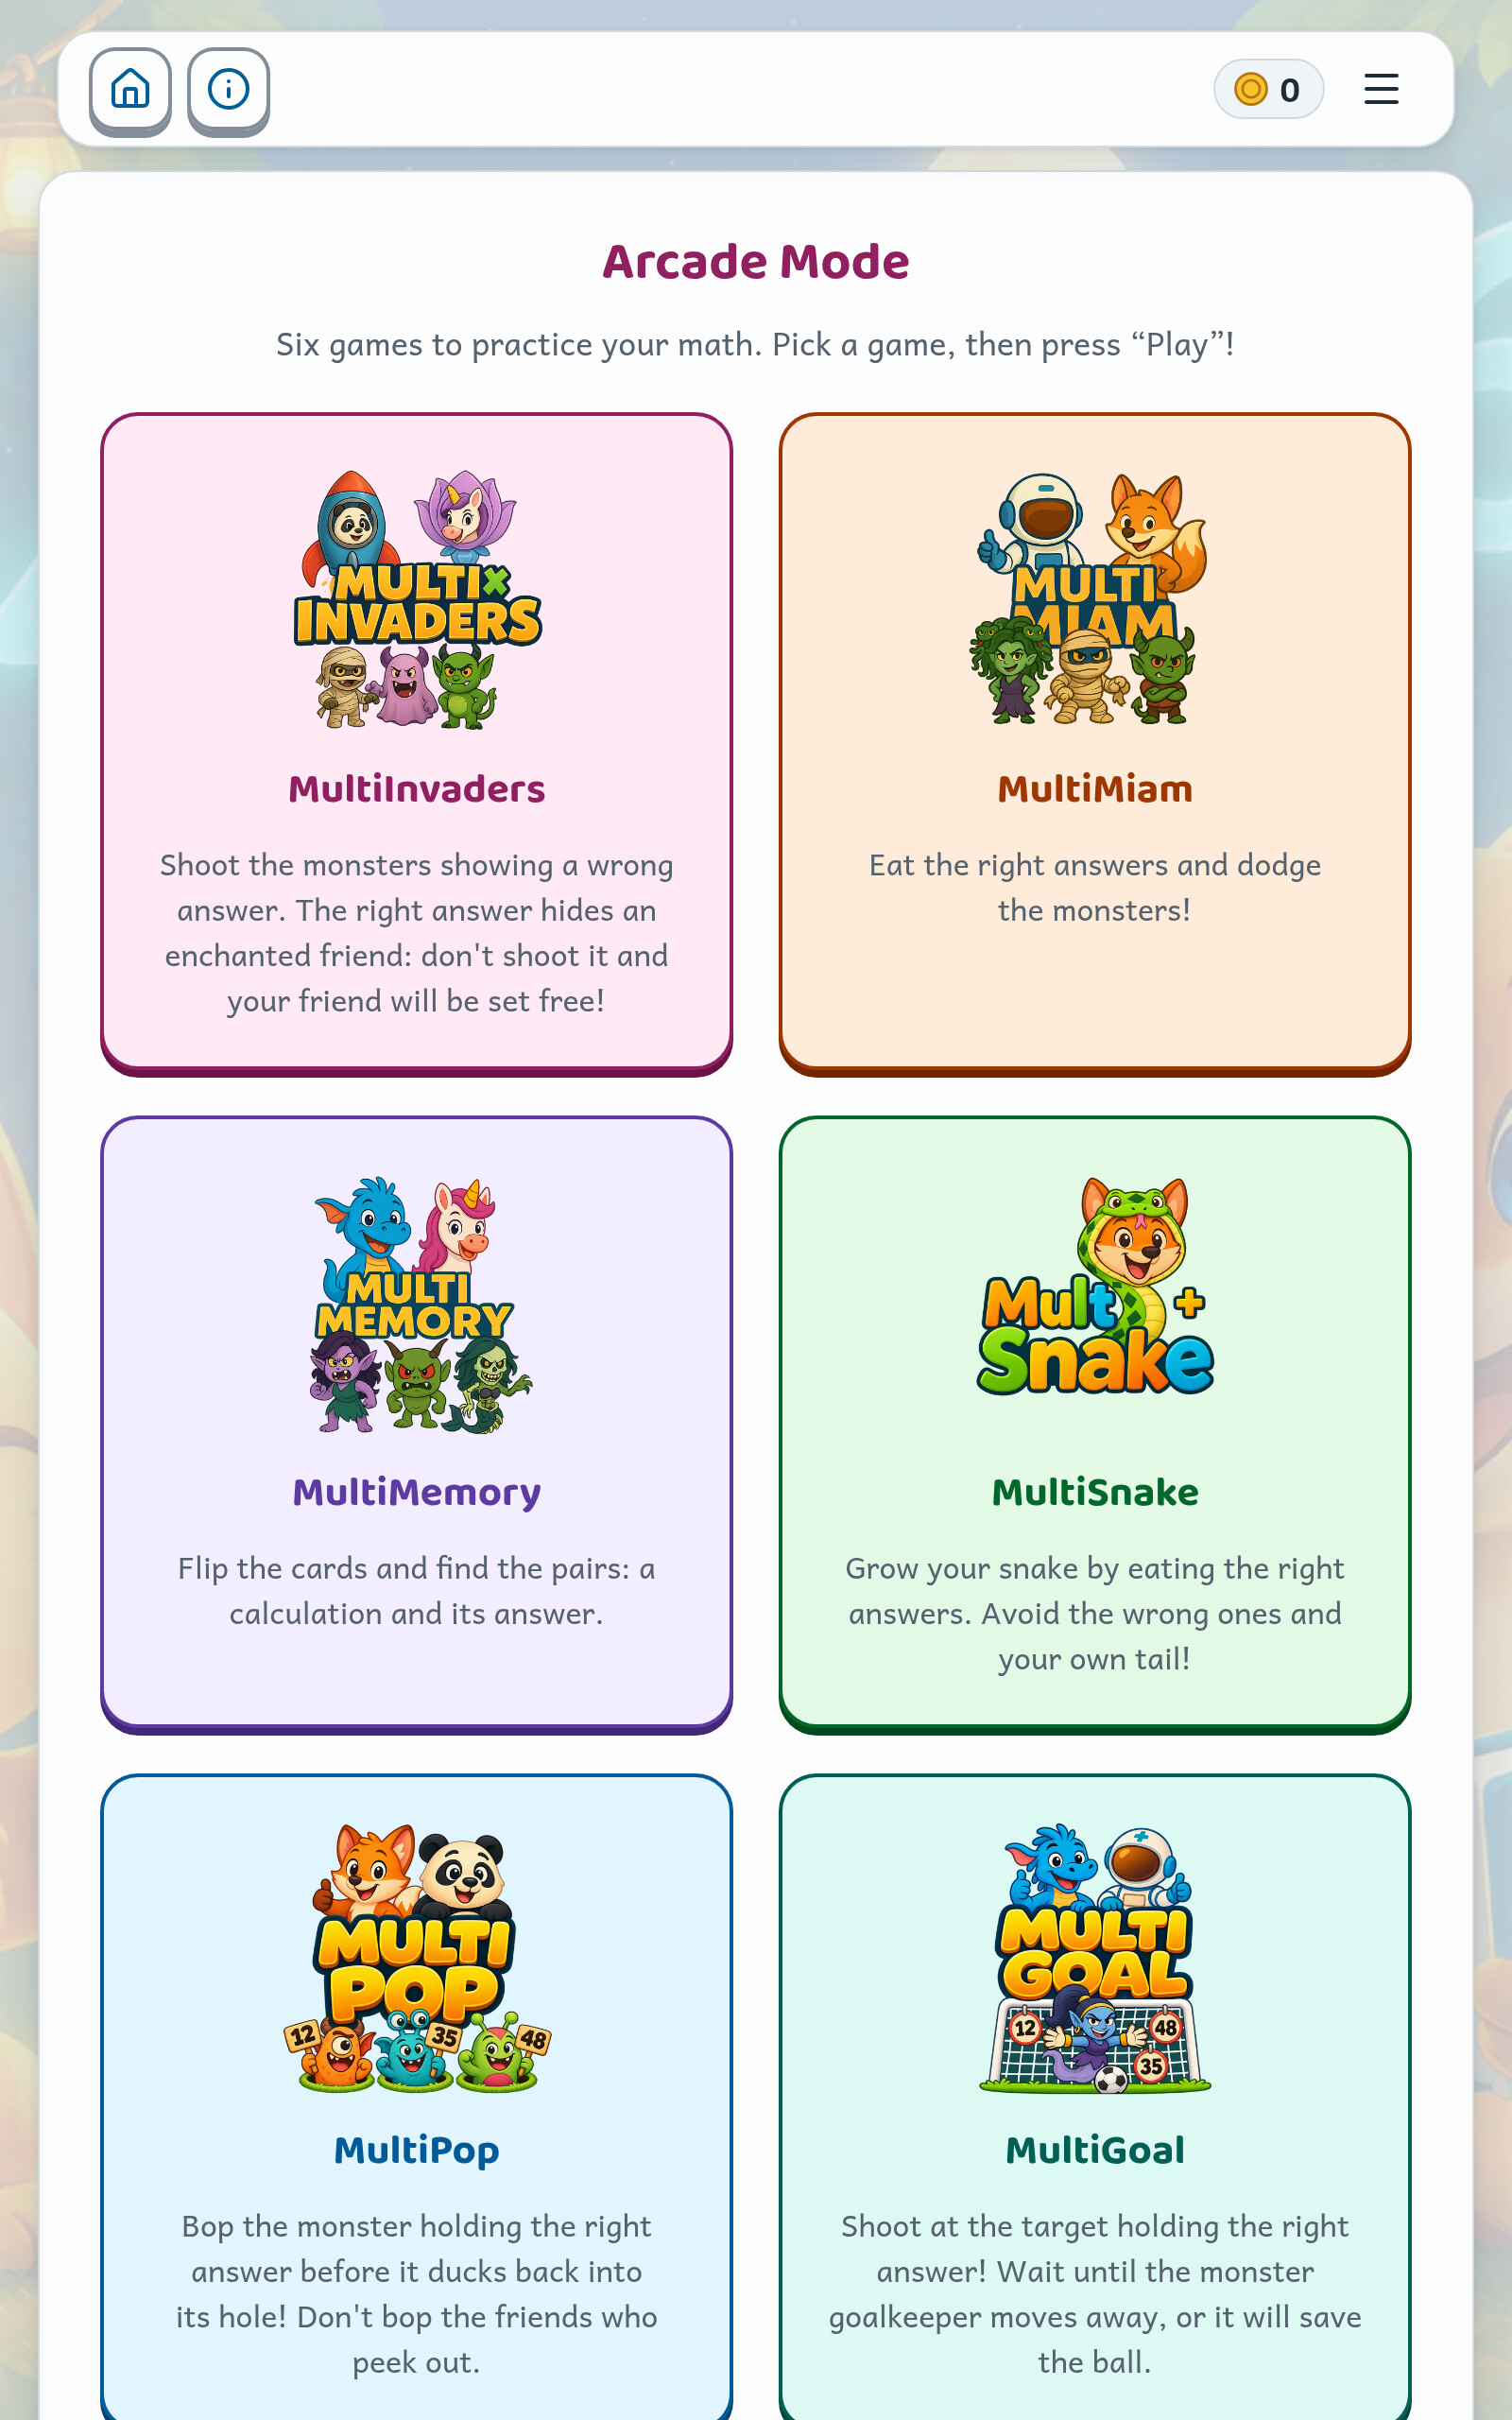 0
Arcade Mode
Six games to practice your math. Pick a game, then press “Play”!
MULTI×
INVADERS
MultiInvaders
Shoot the monsters showing a wrong
answer. The right answer hides an
enchanted friend: don't shoot it and
your friend will be set free!
MULTI
MIAM
MultiMiam
Eat the right answers and dodge
the monsters!
MULTI
MEMORY
MultiMemory
Flip the cards and find the pairs: a
calculation and its answer.
Mult +
Snake
MultiSnake
Grow your snake by eating the right
answers. Avoid the wrong ones and
your own tail!
MULTI
POP
12 35 48
MultiPop
Bop the monster holding the right
answer before it ducks back into
its hole! Don't bop the friends who
peek out.
MULTI
GOAL
12 48
35
MultiGoal
Shoot at the target holding the right
answer! Wait until the monster
goalkeeper moves away, or it will save
the ball.